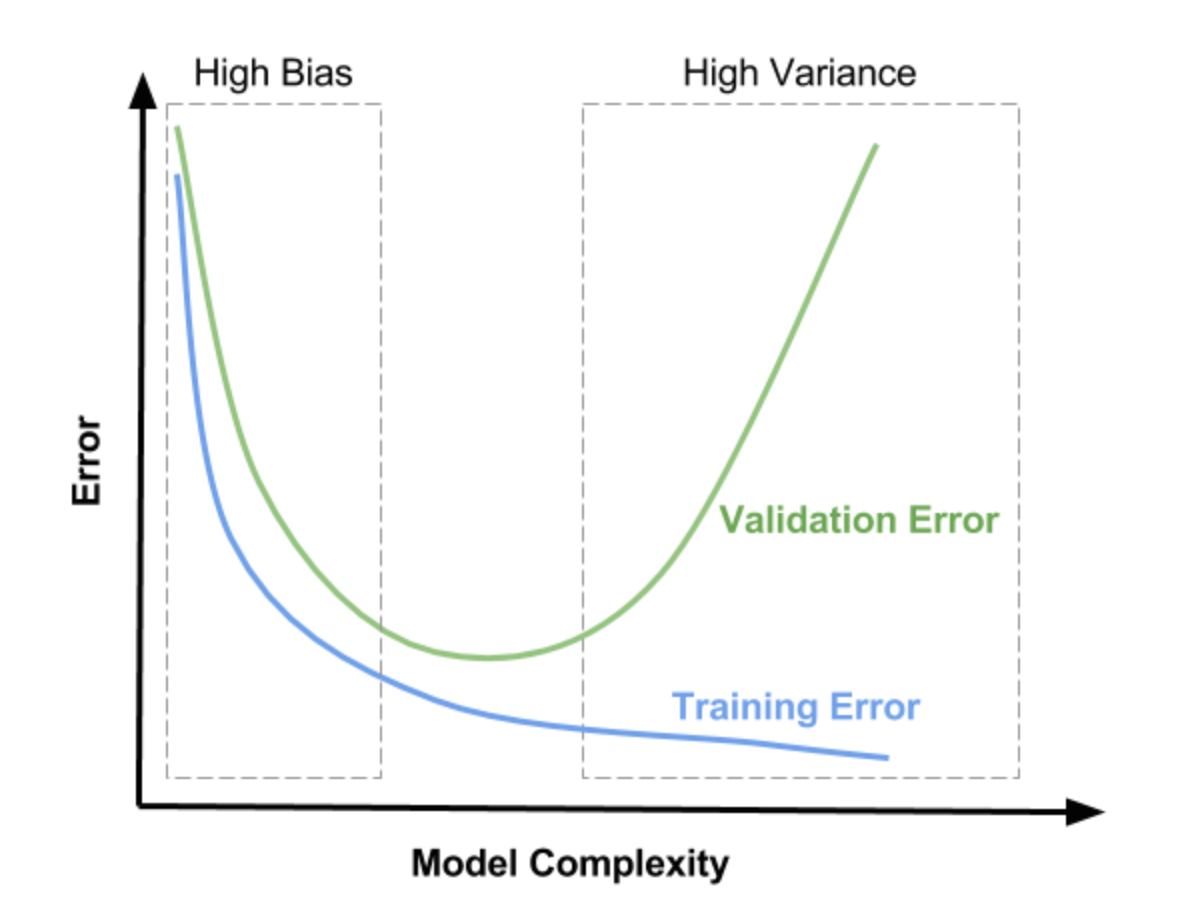 High Bias
High Variance
Error
Validation Error
Training Error
Model Complexity